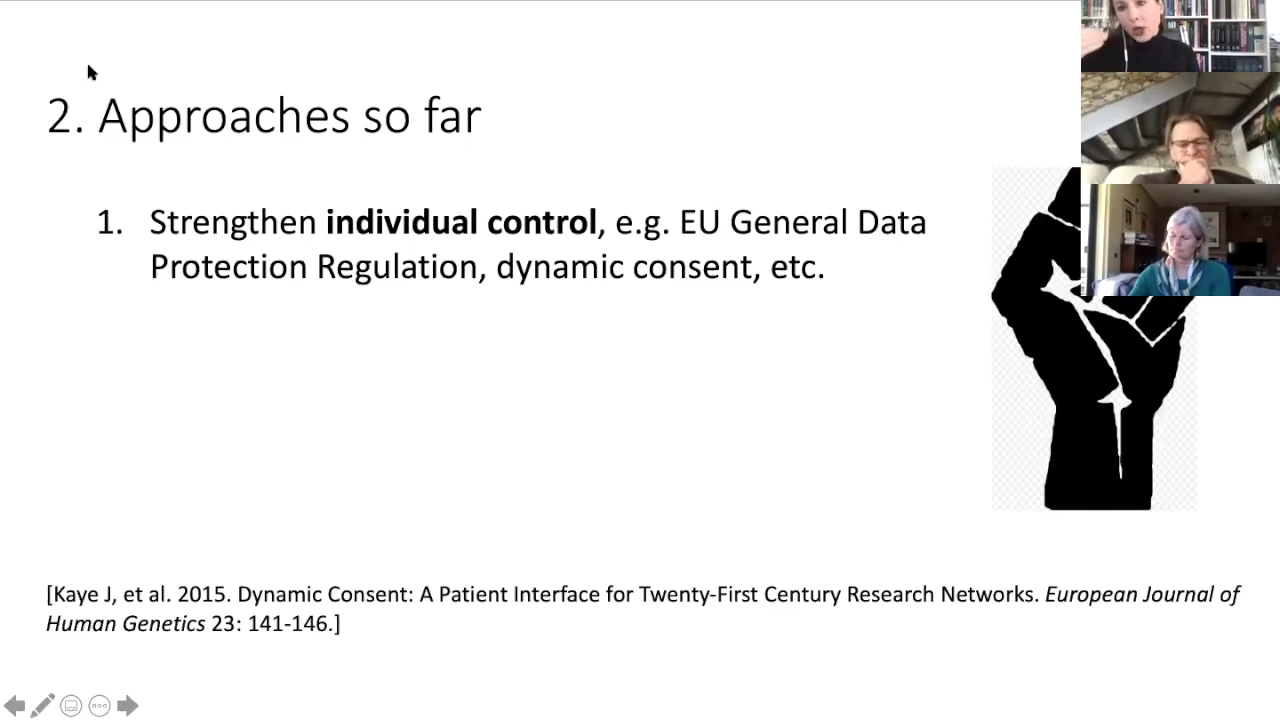 2. Approaches so far
1. Strengthen individual control, e.g. EU General Data
Protection Regulation, dynamic consent, etc.
[Kaye J, et al. 2015. Dynamic Consent: A Patient Interface for Twenty-First Century Research Networks. European Journal of
Human Genetics 23: 141-146.]